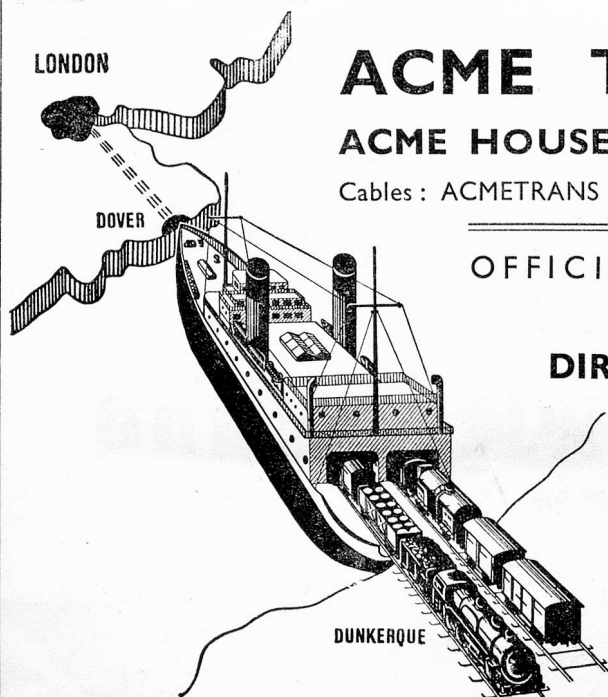 LONDON
ACME
ACME HOUSE
Cables : ACMETRANS
DOVER
OFFICI
DIR
DUNKERQUE